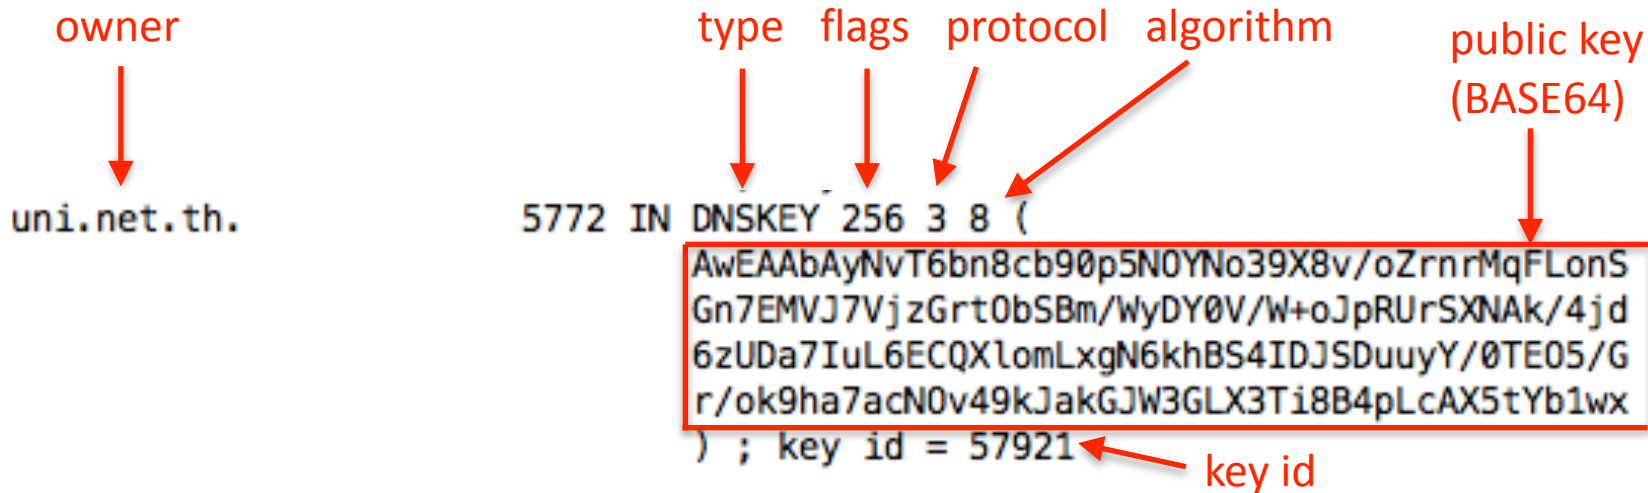 owner type flags protocol algorithm public key
(BASE64)
uni.net.th. 5772 IN DNSKEY 256 3 8 (
AwEAAbAyNvT6bn8cb90p5NOYNo39X8v/oZrnrMqFLonS
Gn7EMVJ7VjzGrtObSBm/WyDY0V/W+oJpRUrSXNAk/4jd
6zUDa7IuL6ECQXlomLxgN6khBS4IDJSDuuyY/0TEO5/G
r/ok9ha7acNOv49kJakGJW3GLX3Ti8B4pLcAX5tYb1wx
) ; key id = 57921
key id